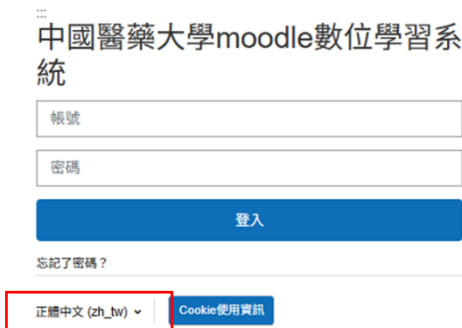 :::
中國醫藥大學moodle數位學習系
統
帳號
密碼
登入
忘記了密碼？
正體中文 (zh_tw)
Cookie使用資訊